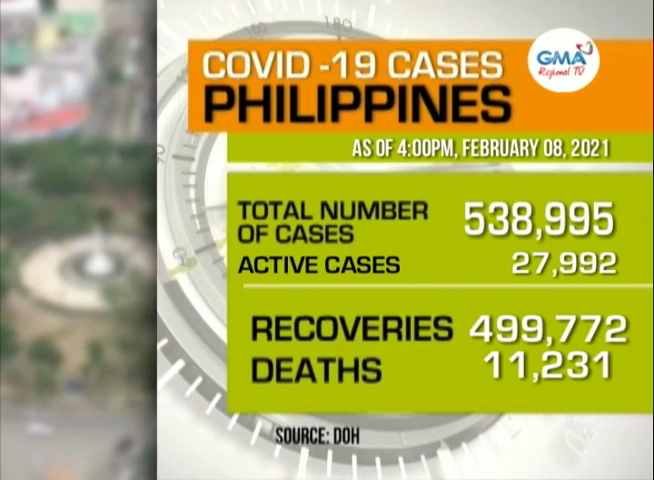 COVID -19 CASES
PHILIPPINES
GMA
Regional TV
AS OF 4:00PM, FEBRUARY 08, 2021
TOTAL NUMBER
OF CASES
538,995
ACTIVE CASES 27,992
RECOVERIES 499,772
DEATHS 11,231
SOURCE: DOH